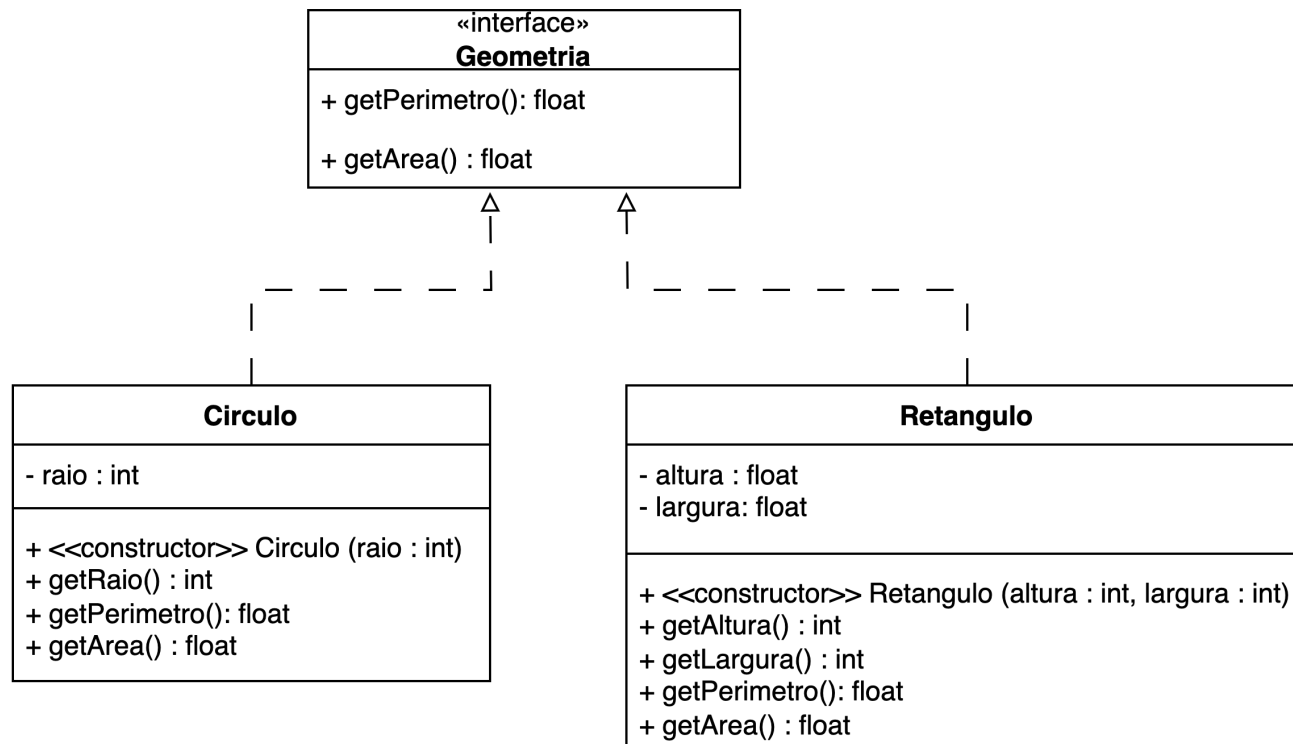 «interface»
Geometria
+ getPerimetro(): float
+ getArea() : float
Circulo
- raio : int
+ <<constructor>> Circulo (raio : int)
+ getRaio() : int
+ getPerimetro(): float
+ getArea() : float
Retangulo
- altura : float
- largura: float
+ <<constructor>> Retangulo (altura : int, largura : int)
+ getAltura() : int
+ getLargura() : int
+ getPerimetro(): float
+ getArea() : float